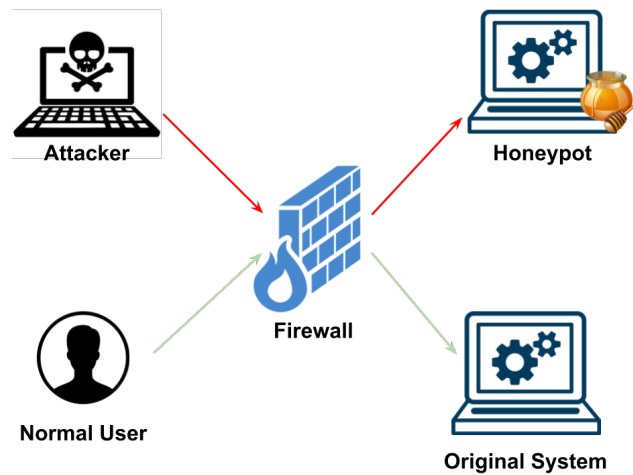 Attacker
Honeypot
Firewall
Normal User
Original System